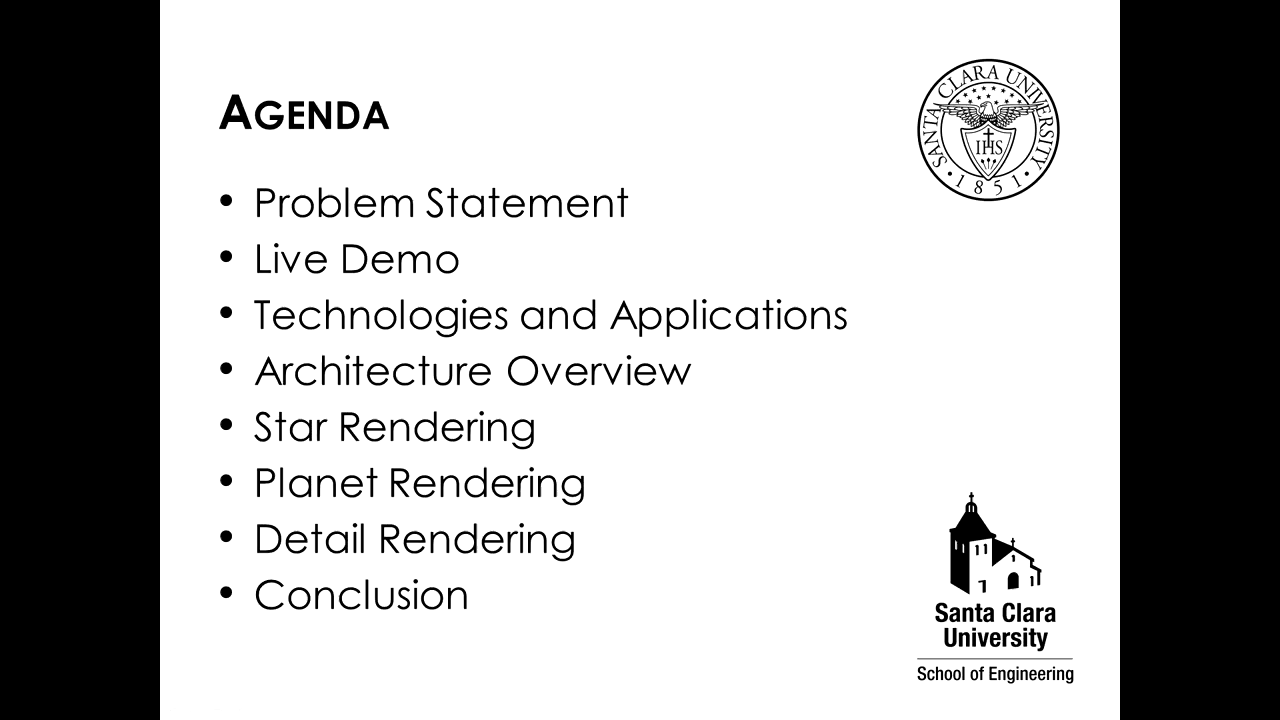 AGENDA
SANTA CLARA UNIVERSITY
IHS
• 1851 •
• Problem Statement
• Live Demo
• Technologies and Applications
• Architecture Overview
• Star Rendering
• Planet Rendering
• Detail Rendering
• Conclusion
Santa Clara
University
School of Engineering